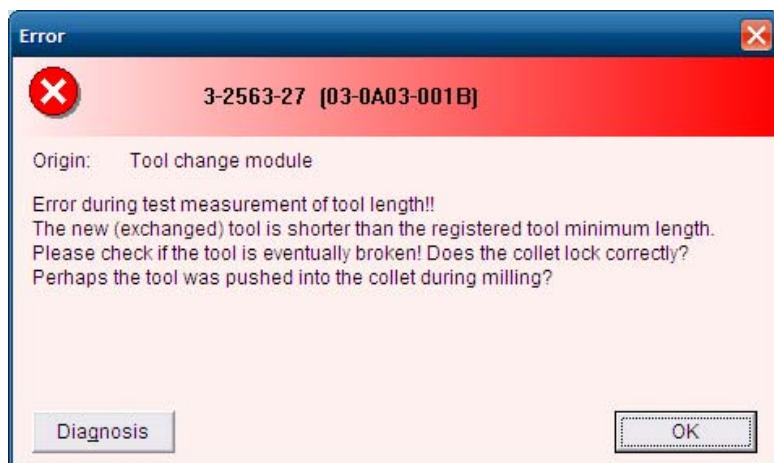 Error
3-2563-27 (03-0A03-001B)
Origin: Tool change module
Error during test measurement of tool length!!
The new (exchanged) tool is shorter than the registered tool minimum length.
Please check if the tool is eventually broken! Does the collet lock correctly?
Perhaps the tool was pushed into the collet during milling?
Diagnosis OK